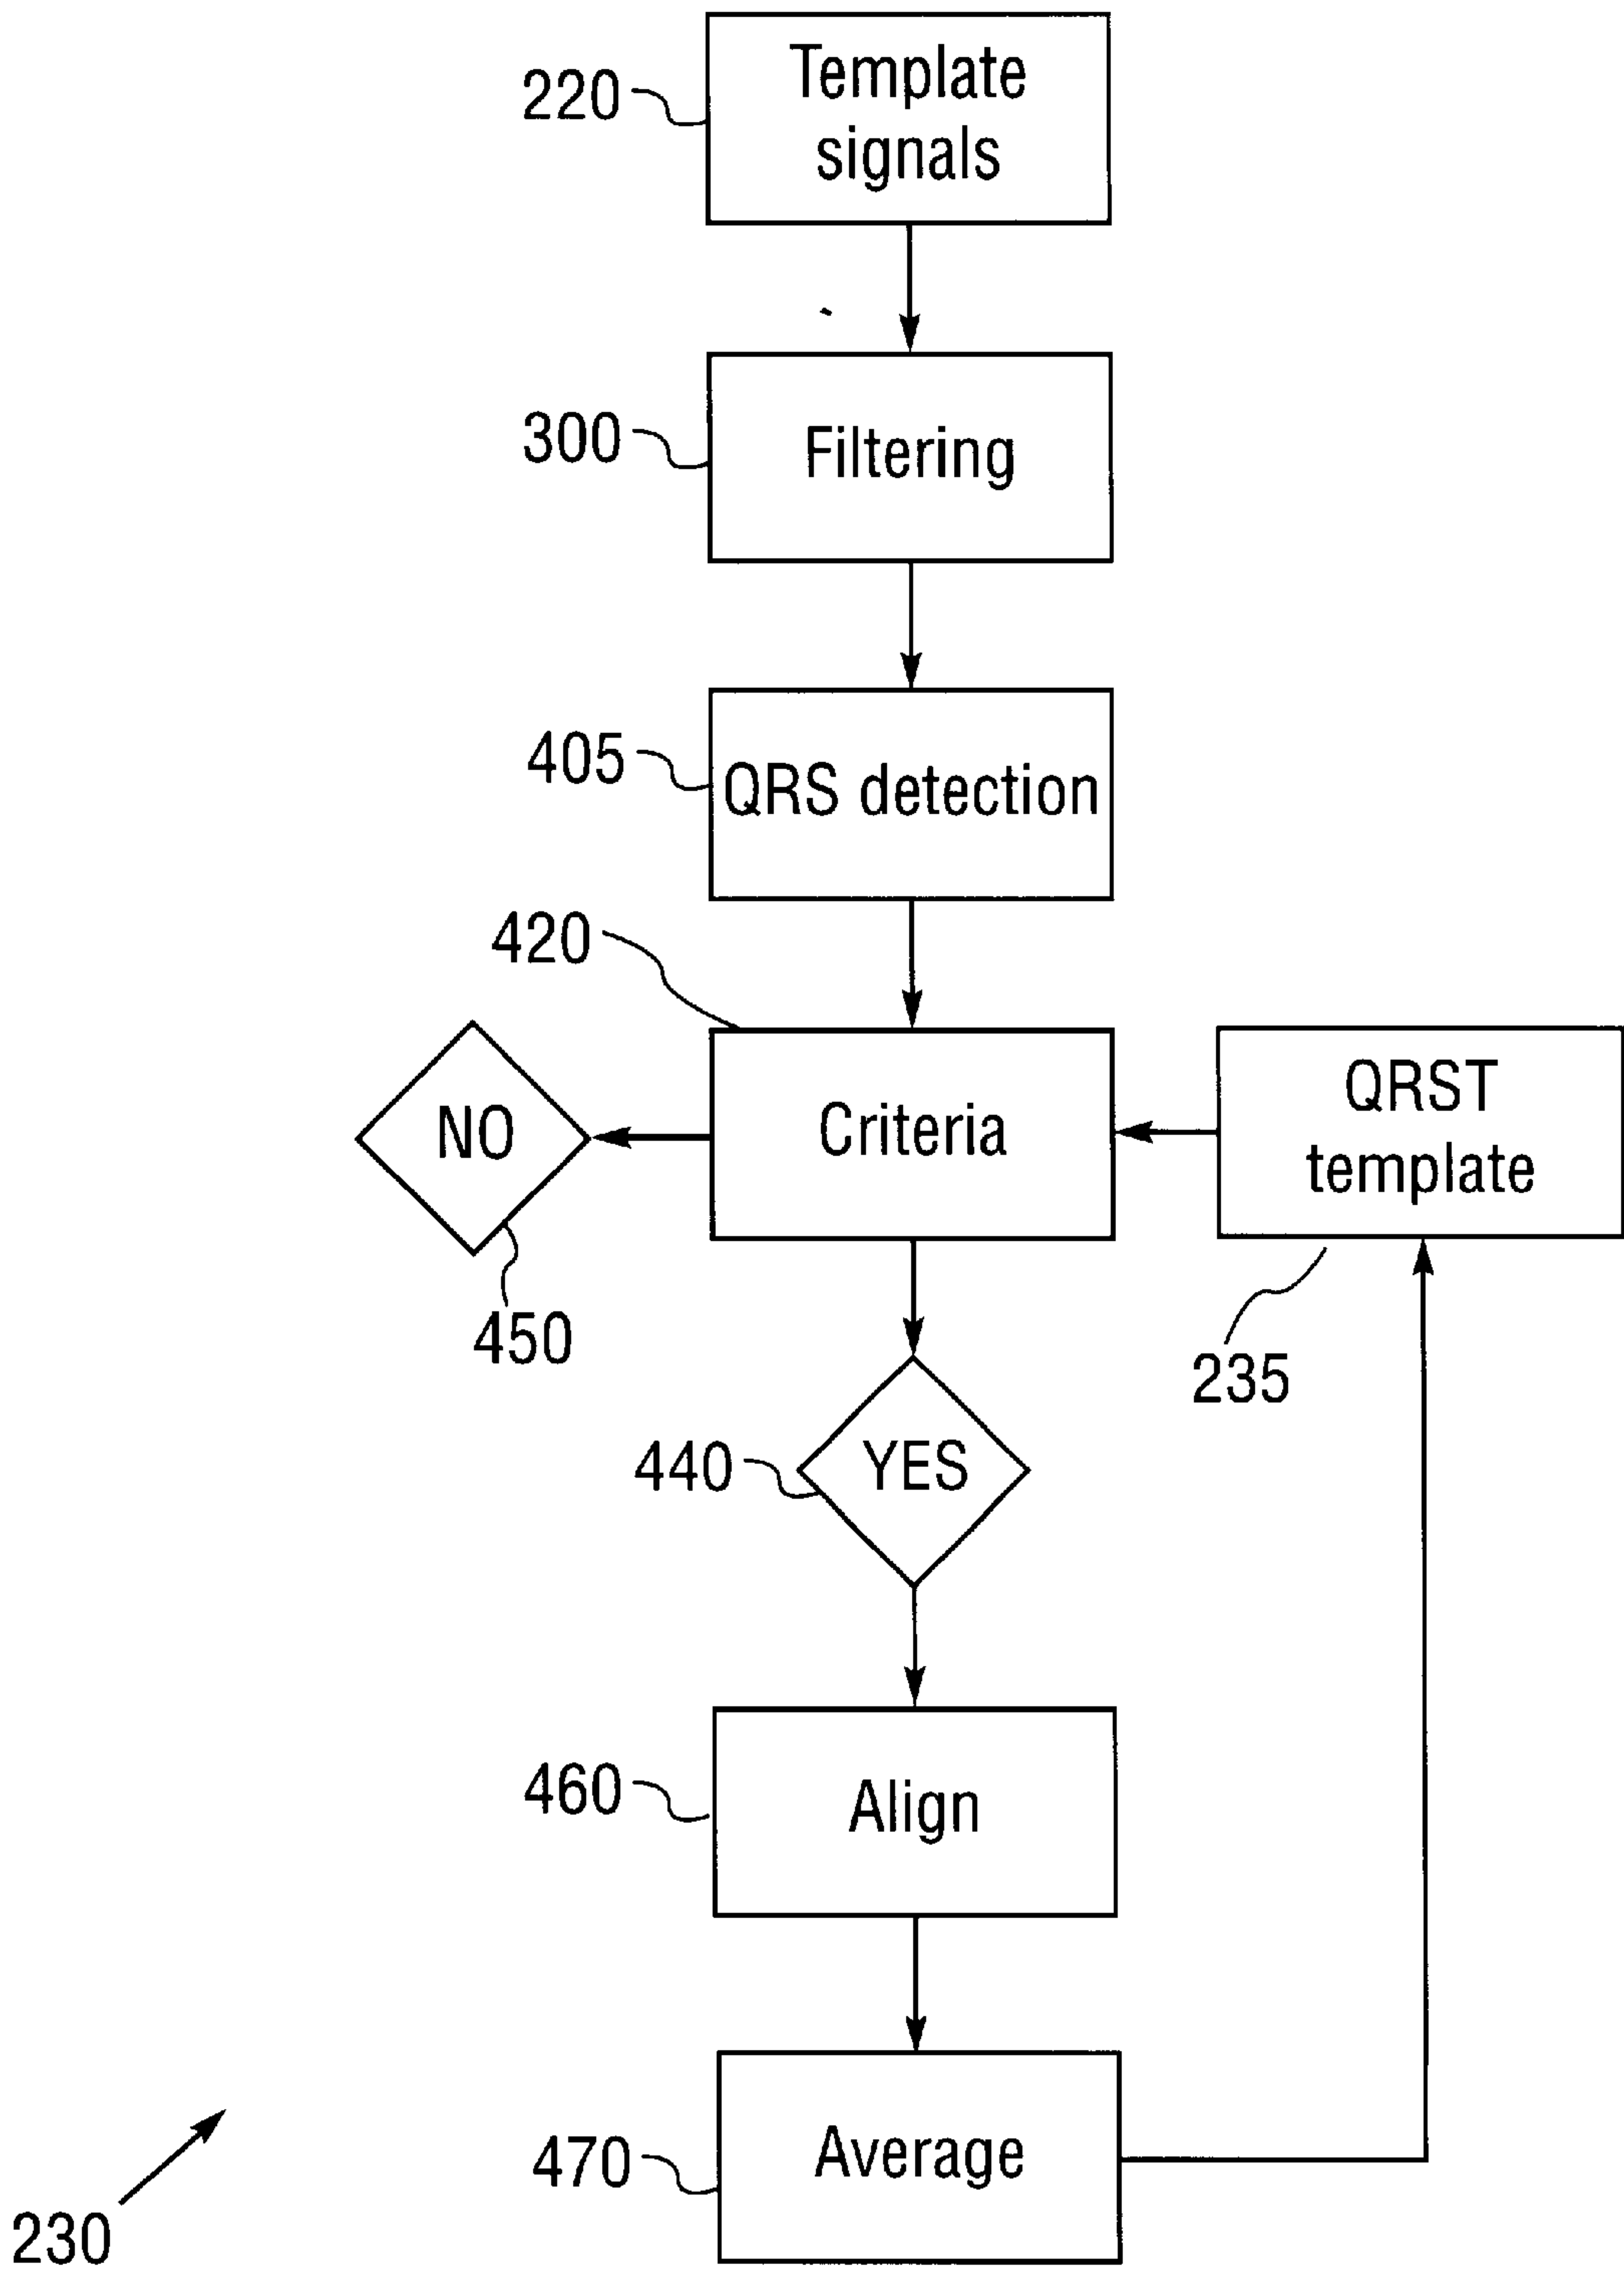 220
Template
signals
300
Filtering
405
QRS detection
420
NO
Criteria
QRST
template
450
235
440
YES
460
Align
470
Average
230